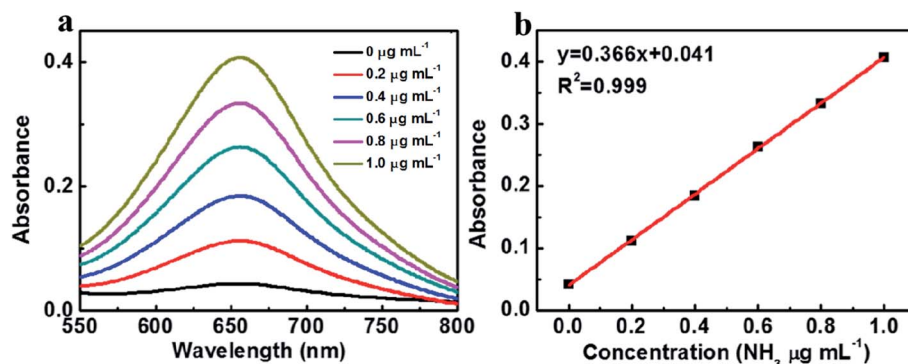 a
Absorbance
0.4
0.2
0.0
550
600
650
700
750
800
Wavelength (nm)
0 µg mL⁻¹
0.2 µg mL⁻¹
0.4 µg mL⁻¹
0.6 µg mL⁻¹
0.8 µg mL⁻¹
1.0 µg mL⁻¹
b
y=0.366x+0.041
R²=0.999
Absorbance
0.4
0.3
0.2
0.1
0.0
0.0
0.2
0.4
0.6
0.8
1.0
Concentration (NH₃ µg mL⁻¹)